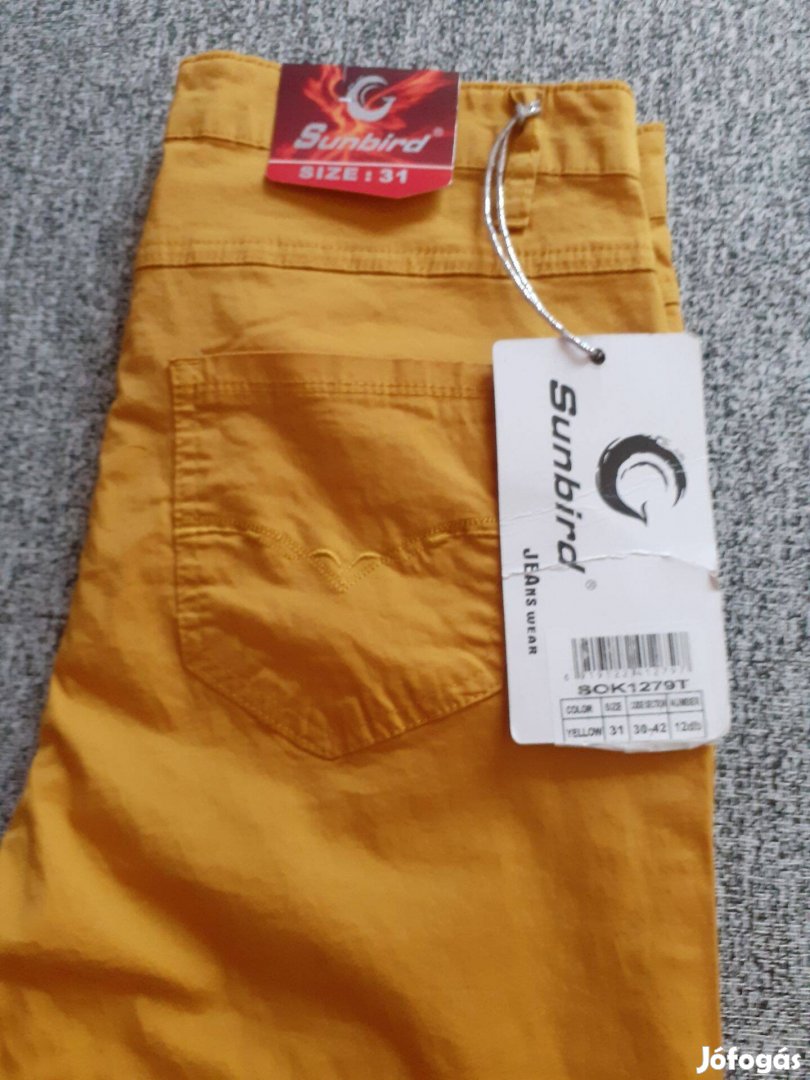 Sunbird®
SIZE : 31
Sunbird®
JEANS WEAR
SOK1279T
COLOR SIZE NUMBER
YELLOW 31 30-42 12db
Jófogás